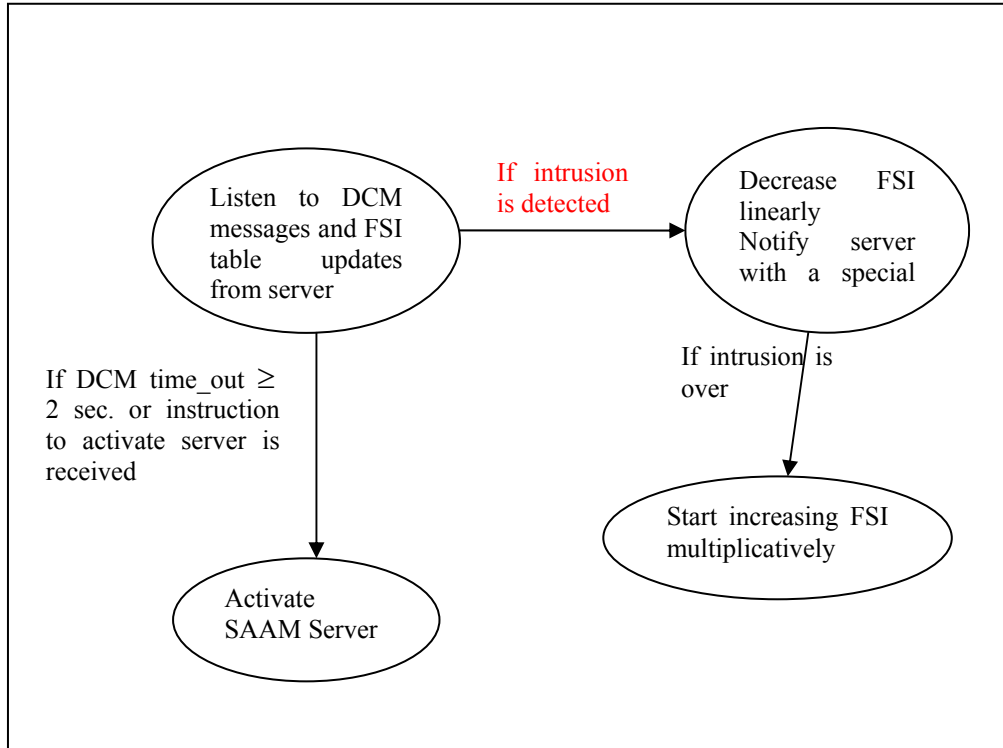 Listen to DCM
messages and FSI
table updates
from server
If intrusion
is detected
Decrease FSI
linearly
Notify server
with a special
If DCM time_out ≥
2 sec. or instruction
to activate server is
received
If intrusion is
over
Start increasing FSI
multiplicatively
Activate
SAAM Server